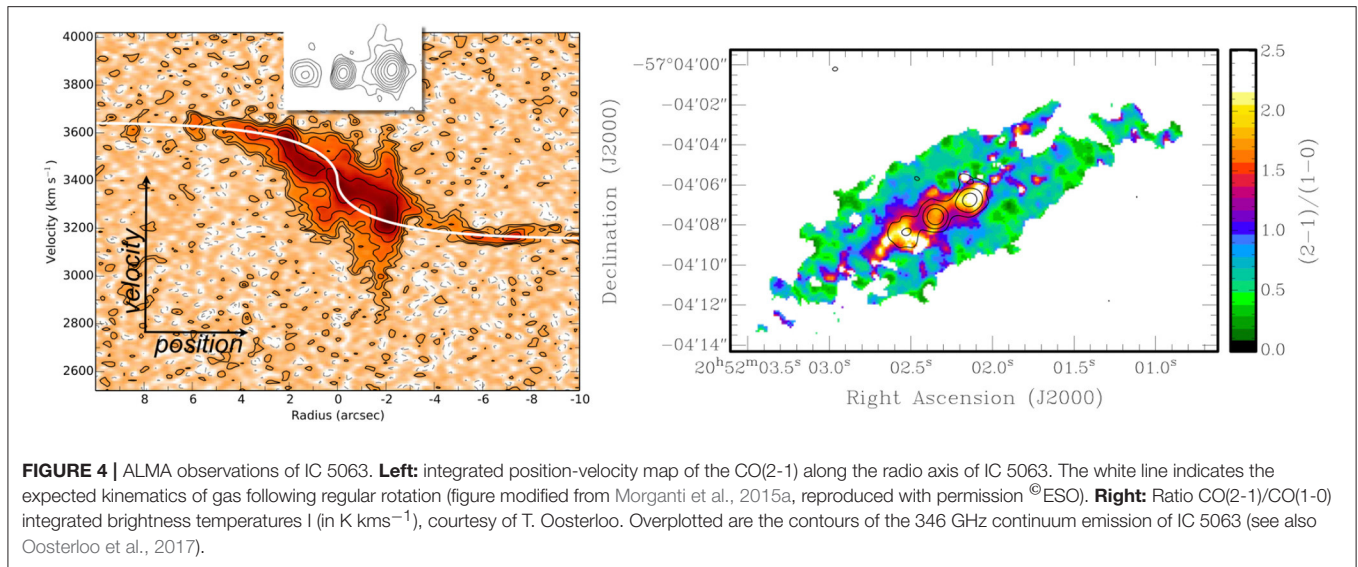 4000
3800
3600
3400
3200
3000
2800
2600
Velocity (km s⁻¹)
velocity
position
8 6 4 2 0 -2 -4 -6 -8 -10
Radius (arcsec)
−57°04′00″
−04′02″
−04′04″
−04′06″
−04′08″
−04′10″
−04′12″
−04′14″
Declination (J2000)
20ʰ52ᵐ03.5ˢ 03.0ˢ 02.5ˢ 02.0ˢ 01.5ˢ 01.0ˢ
Right Ascension (J2000)
2.5
2.0
1.5
1.0
0.5
0.0
(2−1)/(1−0)
FIGURE 4 | ALMA observations of IC 5063. Left: integrated position-velocity map of the CO(2-1) along the radio axis of IC 5063. The white line indicates the
expected kinematics of gas following regular rotation (figure modified from Morganti et al., 2015a, reproduced with permission ©ESO). Right: Ratio CO(2-1)/CO(1-0)
integrated brightness temperatures I (in K kms⁻¹), courtesy of T. Oosterloo. Overplotted are the contours of the 346 GHz continuum emission of IC 5063 (see also
Oosterloo et al., 2017).